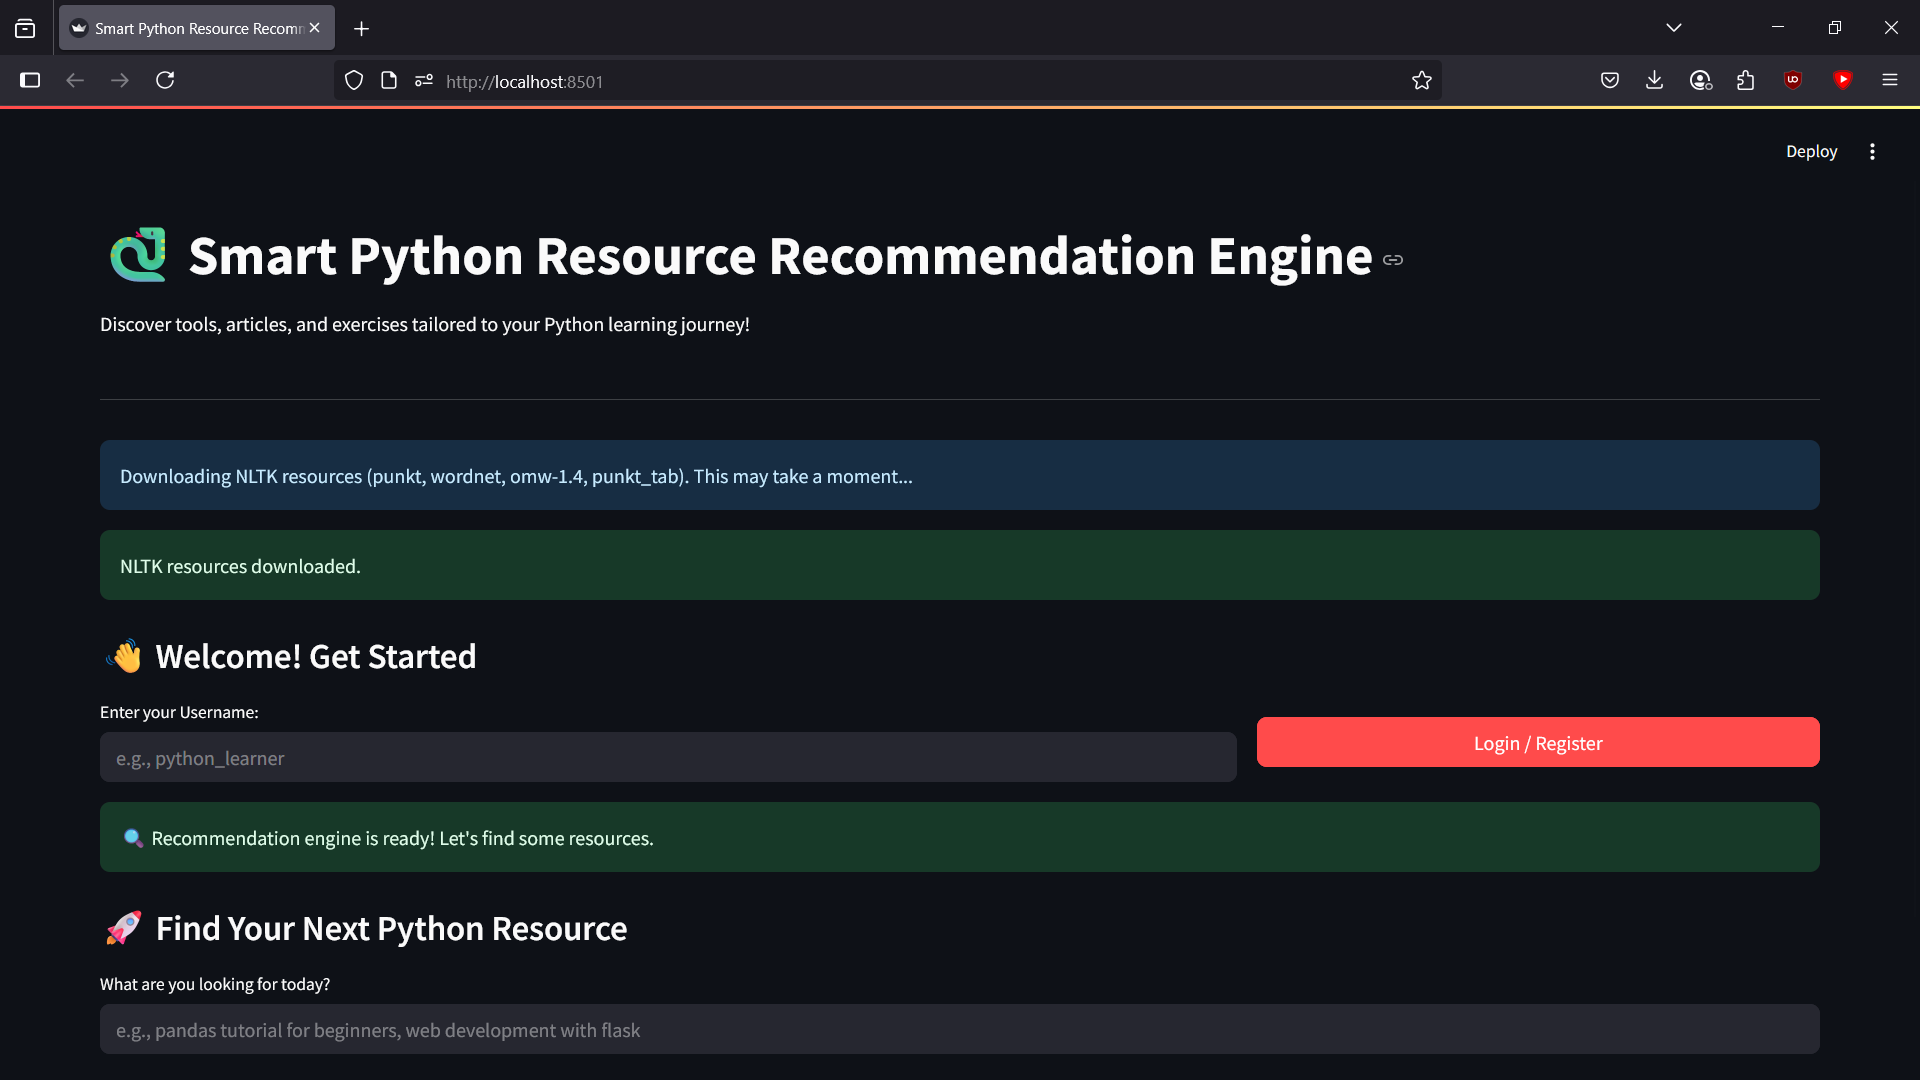 Smart Python Resource Recomm
http://localhost:8501
Deploy
Smart Python Resource Recommendation Engine
Discover tools, articles, and exercises tailored to your Python learning journey!
Downloading NLTK resources (punkt, wordnet, omw-1.4, punkt_tab). This may take a moment...
NLTK resources downloaded.
👋 Welcome! Get Started
Enter your Username:
e.g., python_learner
Login / Register
🔍 Recommendation engine is ready! Let's find some resources.
🚀 Find Your Next Python Resource
What are you looking for today?
e.g., pandas tutorial for beginners, web development with flask